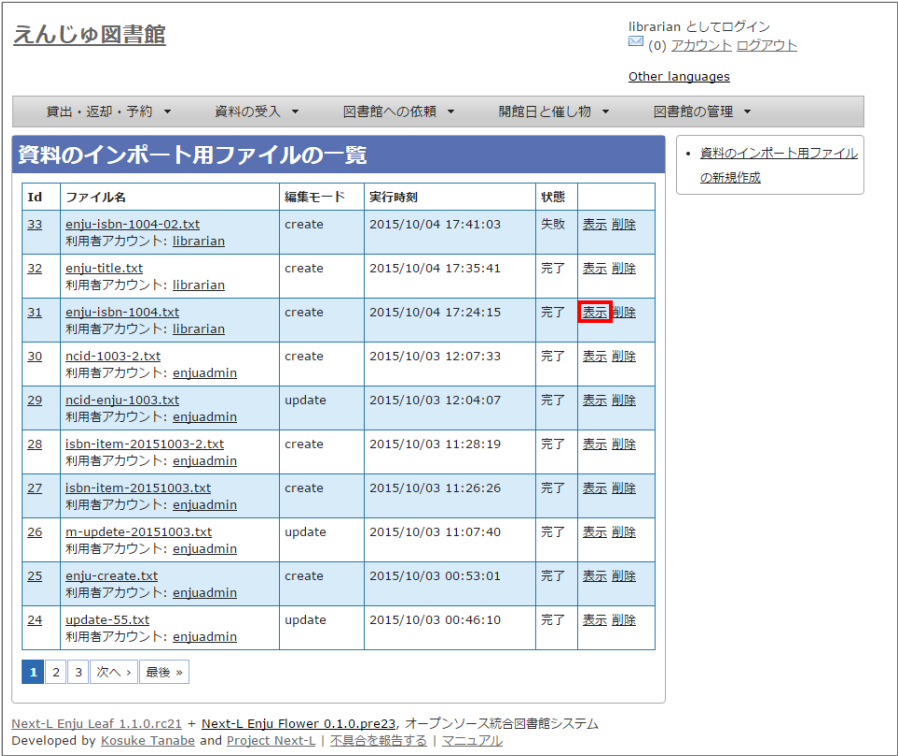 えんじゅ図書館
librarian としてログイン
(0) アカウント ログアウト
Other languages
貸出・返却・予約 ▼ 資料の受入 ▼ 図書館への依頼 ▼ 開館日と催し物 ▼ 図書館の管理 ▼
資料のインポート用ファイルの一覧
• 資料のインポート用ファイル
の新規作成
Id ファイル名 編集モード 実行時刻 状態
33 enju-isbn-1004-02.txt create 2015/10/04 17:41:03 失敗 表示 削除
利用者アカウント: librarian
32 enju-title.txt create 2015/10/04 17:35:41 完了 表示 削除
利用者アカウント: librarian
31 enju-isbn-1004.txt create 2015/10/04 17:24:15 完了 表示 削除
利用者アカウント: librarian
30 ncid-1003-2.txt create 2015/10/03 12:07:33 完了 表示 削除
利用者アカウント: enjuadmin
29 ncid-enju-1003.txt update 2015/10/03 12:04:07 完了 表示 削除
利用者アカウント: enjuadmin
28 isbn-item-20151003-2.txt create 2015/10/03 11:28:19 完了 表示 削除
利用者アカウント: enjuadmin
27 isbn-item-20151003.txt create 2015/10/03 11:26:26 完了 表示 削除
利用者アカウント: enjuadmin
26 m-updete-20151003.txt update 2015/10/03 11:07:40 完了 表示 削除
利用者アカウント: enjuadmin
25 enju-create.txt create 2015/10/03 00:53:01 完了 表示 削除
利用者アカウント: enjuadmin
24 update-55.txt update 2015/10/03 00:46:10 完了 表示 削除
利用者アカウント: enjuadmin
1 2 3 次へ › 最後 »
Next-L Enju Leaf 1.1.0.rc21 + Next-L Enju Flower 0.1.0.pre23, オープンソース統合図書館システム
Developed by Kosuke Tanabe and Project Next-L | 不具合を報告する | マニュアル